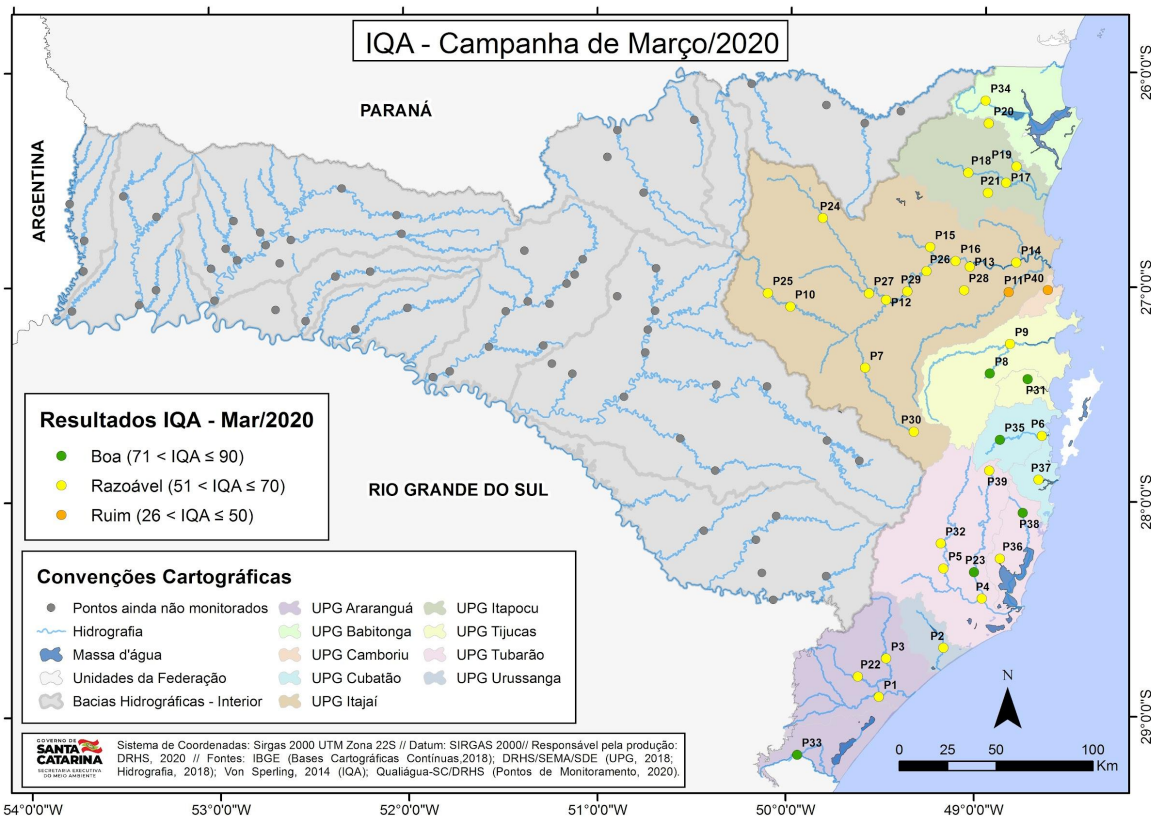 IQA - Campanha de Março/2020
PARANÁ
ARGENTINA
RIO GRANDE DO SUL
P34
P20
P19
P18
P17
P21
P24
P15
P16
P14
P26
P13
P25
P27
P29
P28
P11
P40
P10
P12
P9
P7
P8
P31
P30
P35
P6
P37
P39
P38
P32
P36
P5
P23
P4
P2
P3
P22
P1
P33
26°0'0"S
27°0'0"S
28°0'0"S
29°0'0"S
Resultados IQA - Mar/2020
Boa (71 < IQA ≤ 90)
Razoável (51 < IQA ≤ 70)
Ruim (26 < IQA ≤ 50)
Convenções Cartográficas
Pontos ainda não monitorados
Hidrografia
Massa d'água
Unidades da Federação
Bacias Hidrográficas - Interior
UPG Araranguá
UPG Babitonga
UPG Camboriu
UPG Cubatão
UPG Itajaí
UPG Itapocu
UPG Tijucas
UPG Tubarão
UPG Urussanga
N
0 25 50 100
Km
GOVERNO DE
SANTA
CATARINA
SECRETARIA EXECUTIVA
DO MEIO AMBIENTE
Sistema de Coordenadas: Sirgas 2000 UTM Zona 22S // Datum: SIRGAS 2000// Responsável pela produção:
DRHS, 2020 // Fontes: IBGE (Bases Cartográficas Contínuas,2018); DRHS/SEMA/SDE (UPG, 2018;
Hidrografia, 2018); Von Sperling, 2014 (IQA); Qualiágua-SC/DRHS (Pontos de Monitoramento, 2020).
54°0'0"W 53°0'0"W 52°0'0"W 51°0'0"W 50°0'0"W 49°0'0"W